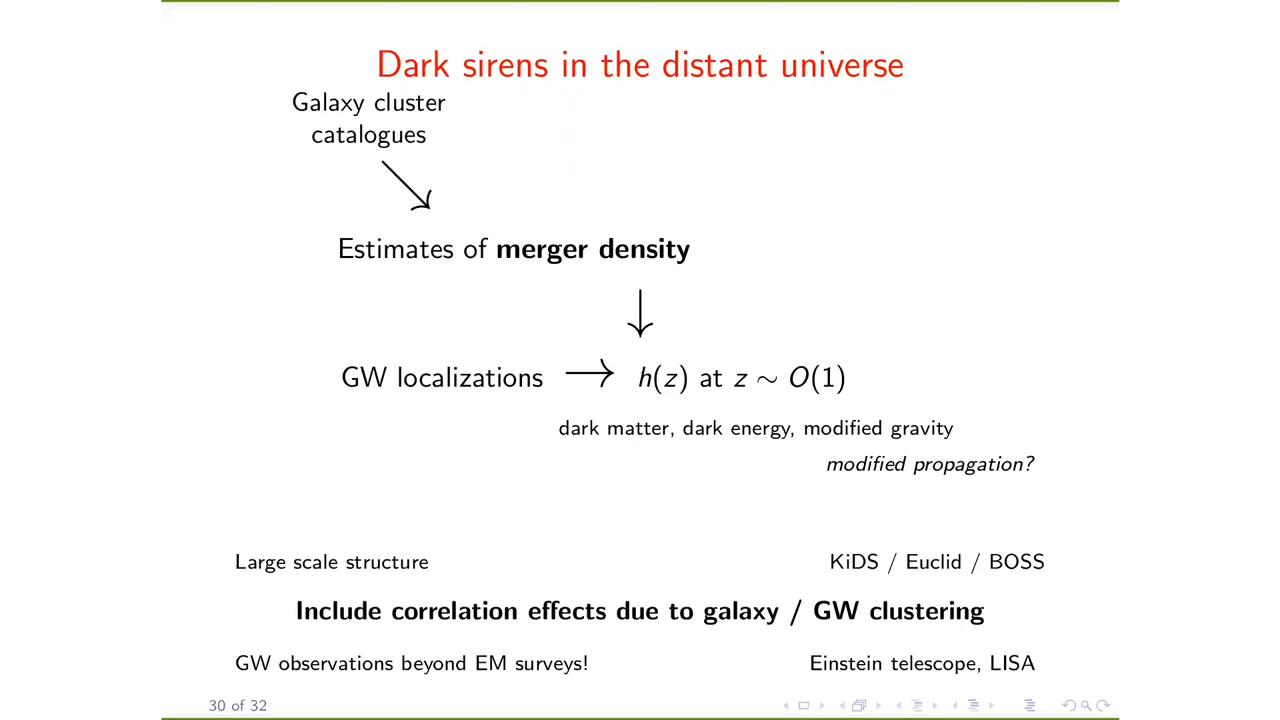 Dark sirens in the distant universe
Galaxy cluster
catalogues
Estimates of merger density
GW localizations → h(z) at z ∼ O(1)
dark matter, dark energy, modified gravity
modified propagation?
Large scale structure
KiDS / Euclid / BOSS
Include correlation effects due to galaxy / GW clustering
GW observations beyond EM surveys!
Einstein telescope, LISA
30 of 32